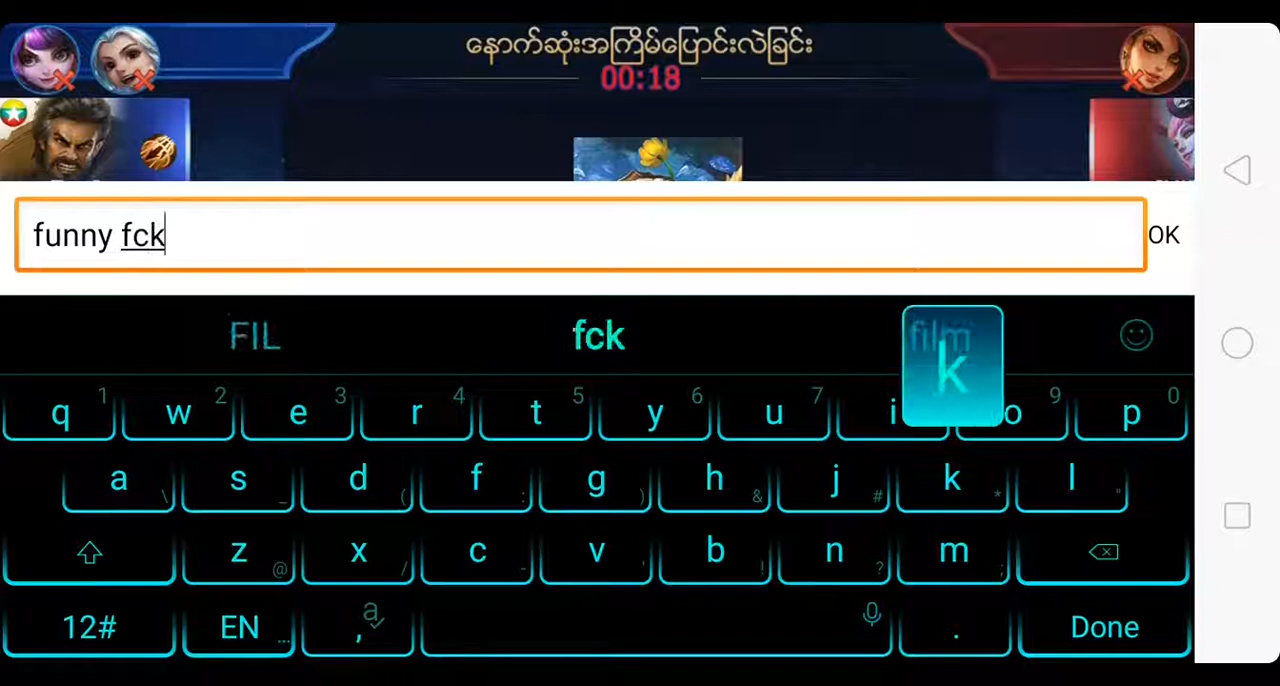 နောက်ဆုံးအကြိမ်ပြောင်းလဲခြင်း
00:18
funny fck
OK
FIL fck film
k
1 2 3 4 5 6 7 9 0
q w e r t y u i o p
a s d f g h j k l
\ _ ( : ) & # * "
z x c v b n m
@ / - ' ! ? ;
12# EN ... a , . Done